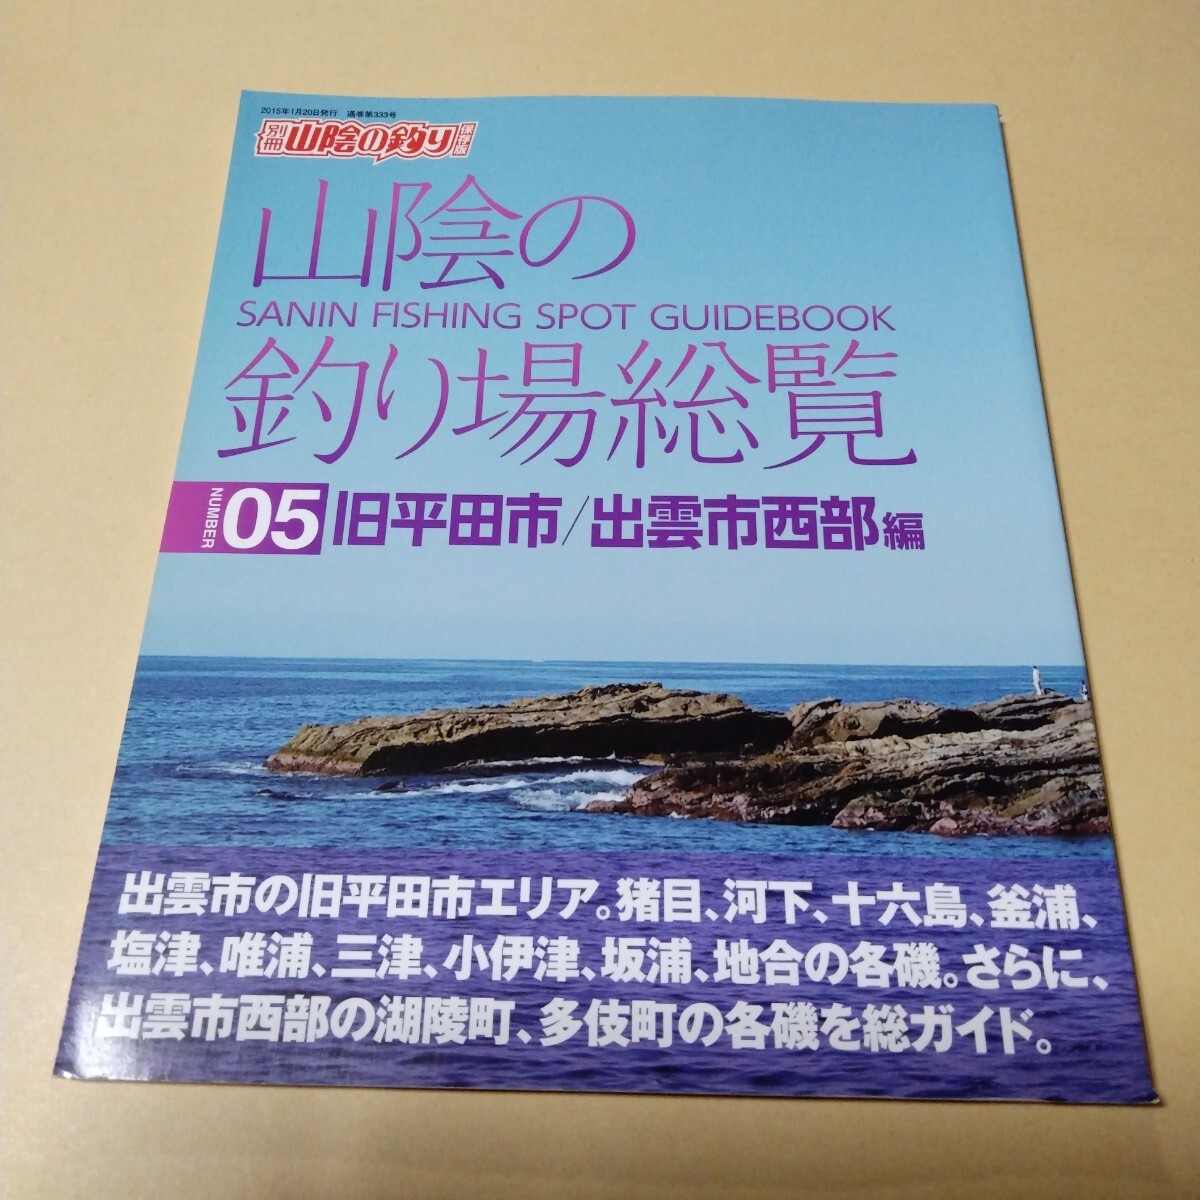 2015年1月20日発行　通巻第333号
別冊 山陰の釣り 保存版
山陰の
SANIN FISHING SPOT GUIDEBOOK
釣り場総覧
NUMBER 05 旧平田市/出雲市西部編
出雲市の旧平田市エリア。猪目、河下、十六島、釜浦、
塩津、唯浦、三津、小伊津、坂浦、地合の各磯。さらに、
出雲市西部の湖陵町、多伎町の各磯を総ガイド。